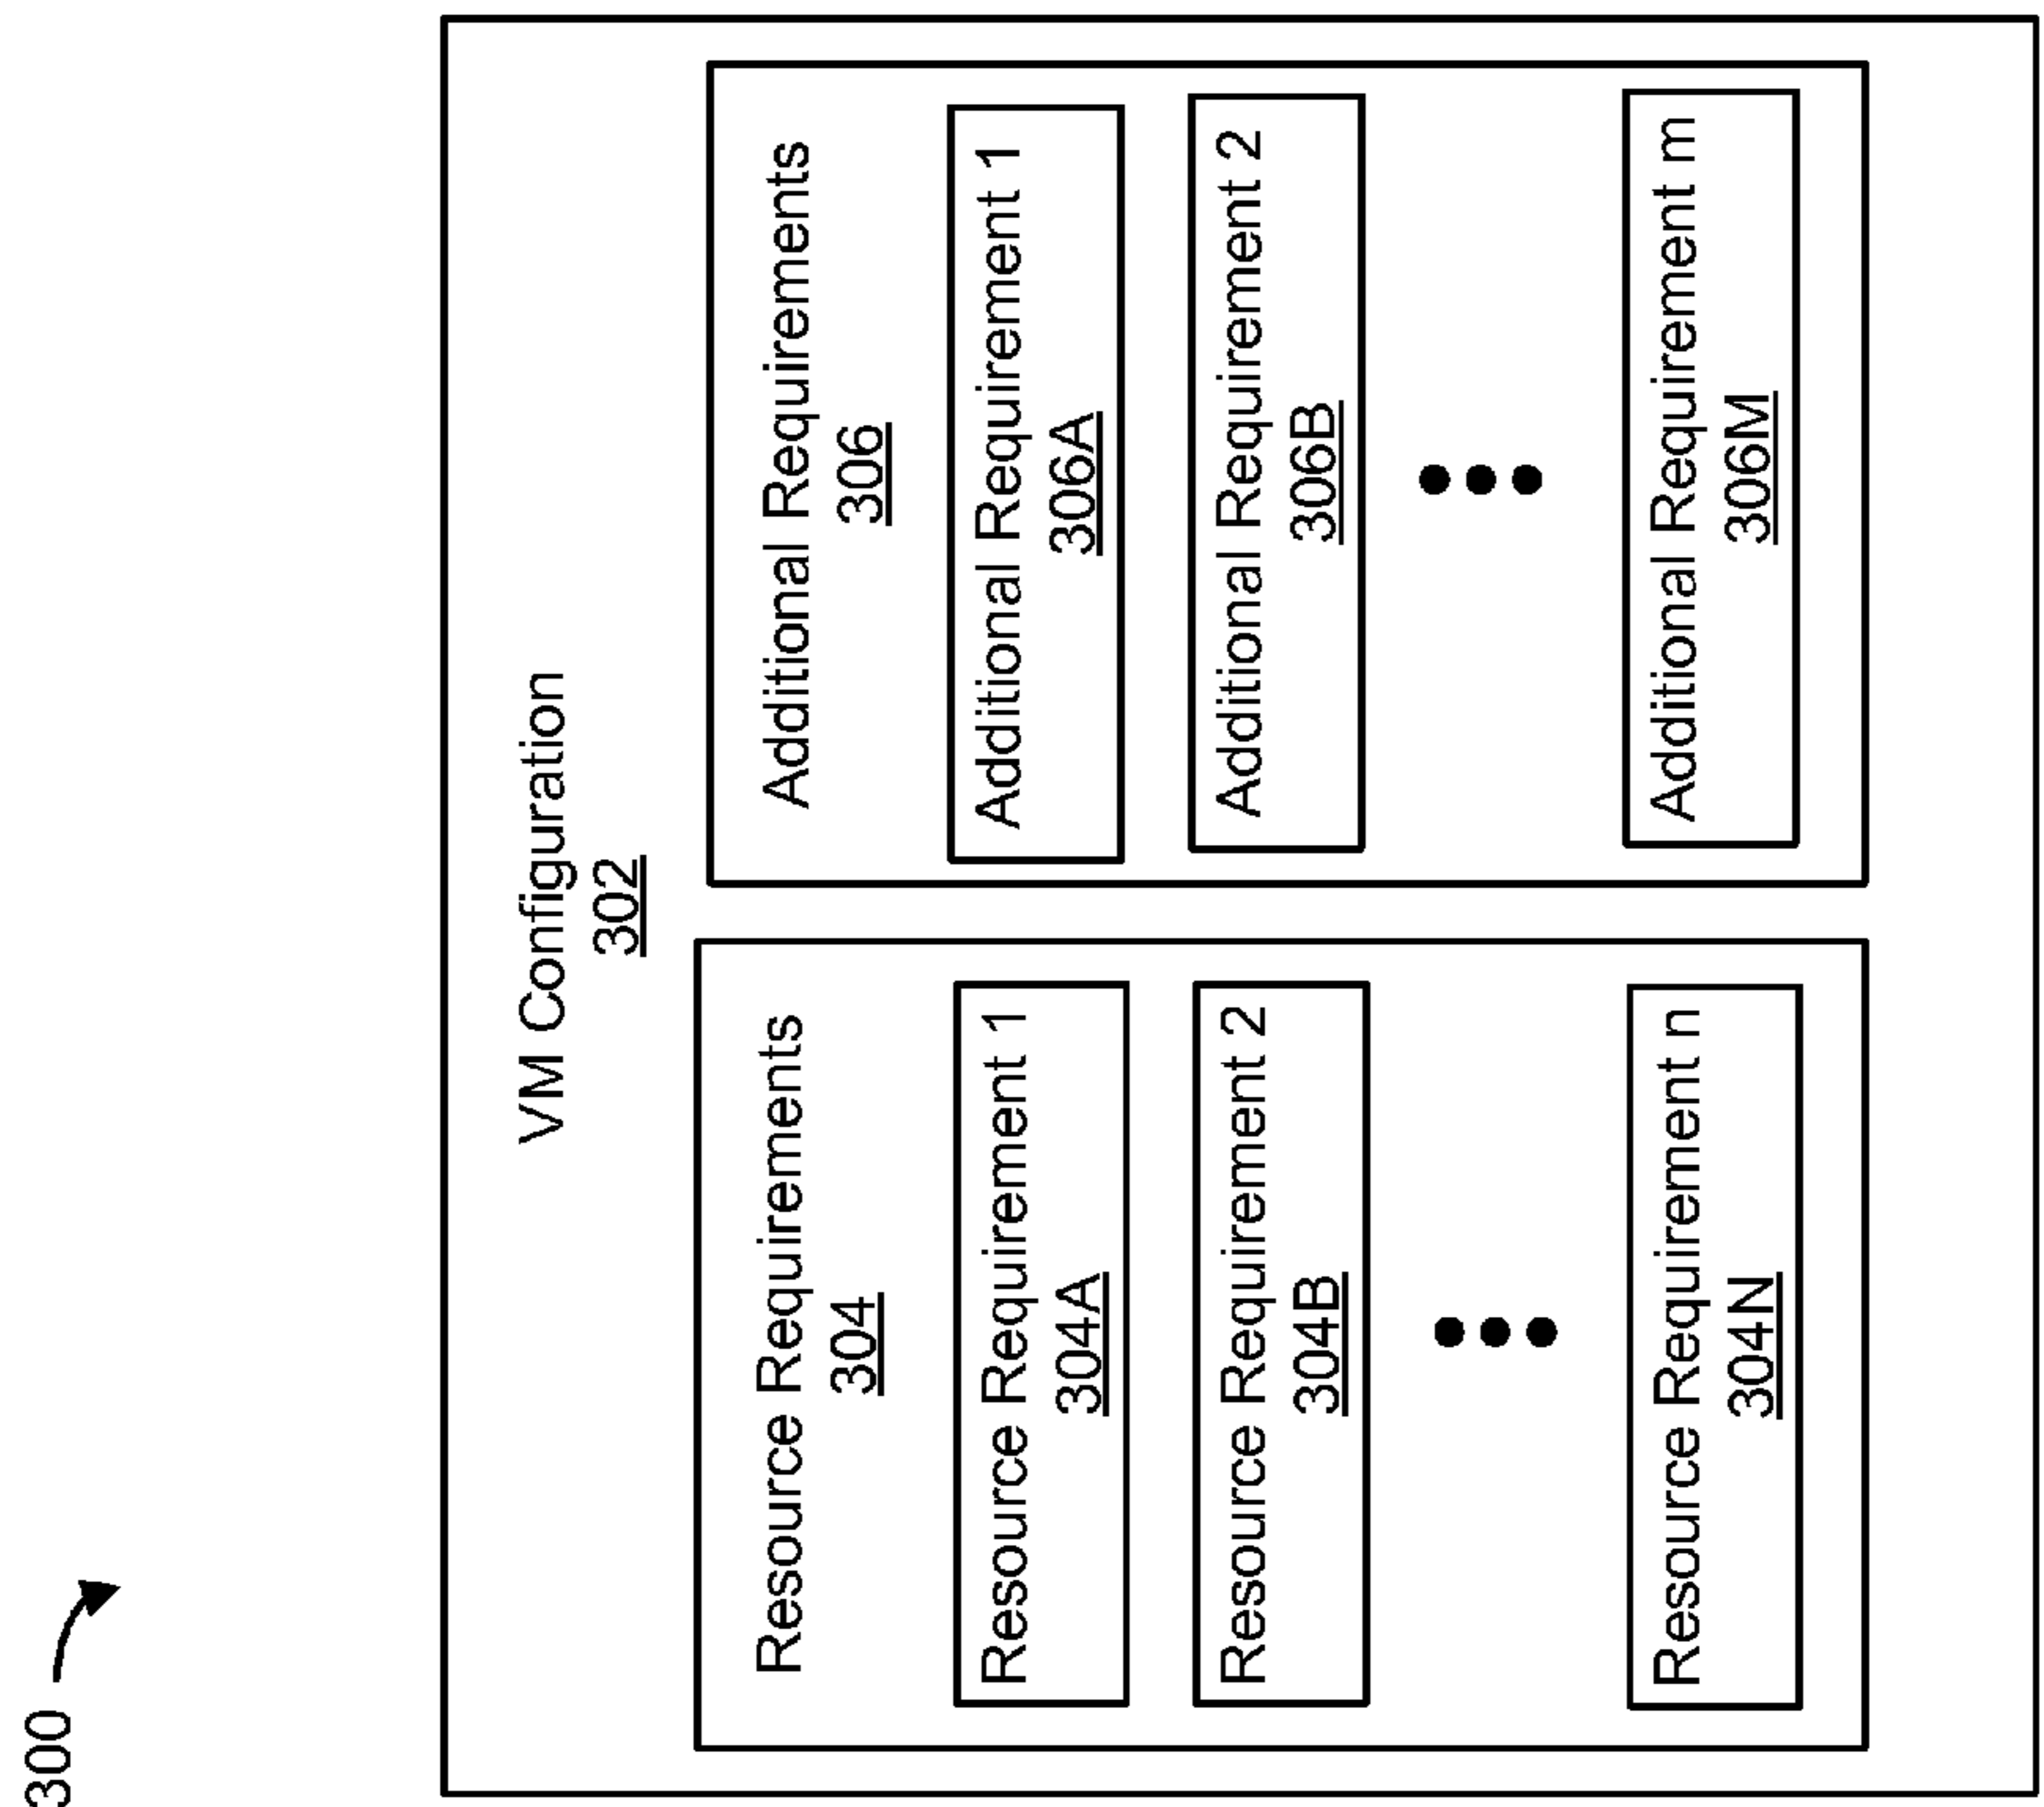 300
VM Configuration
302
Resource Requirements
304
Resource Requirement 1
304A
Resource Requirement 2
304B
Resource Requirement n
304N
Additional Requirements
306
Additional Requirement 1
306A
Additional Requirement 2
306B
Additional Requirement m
306M